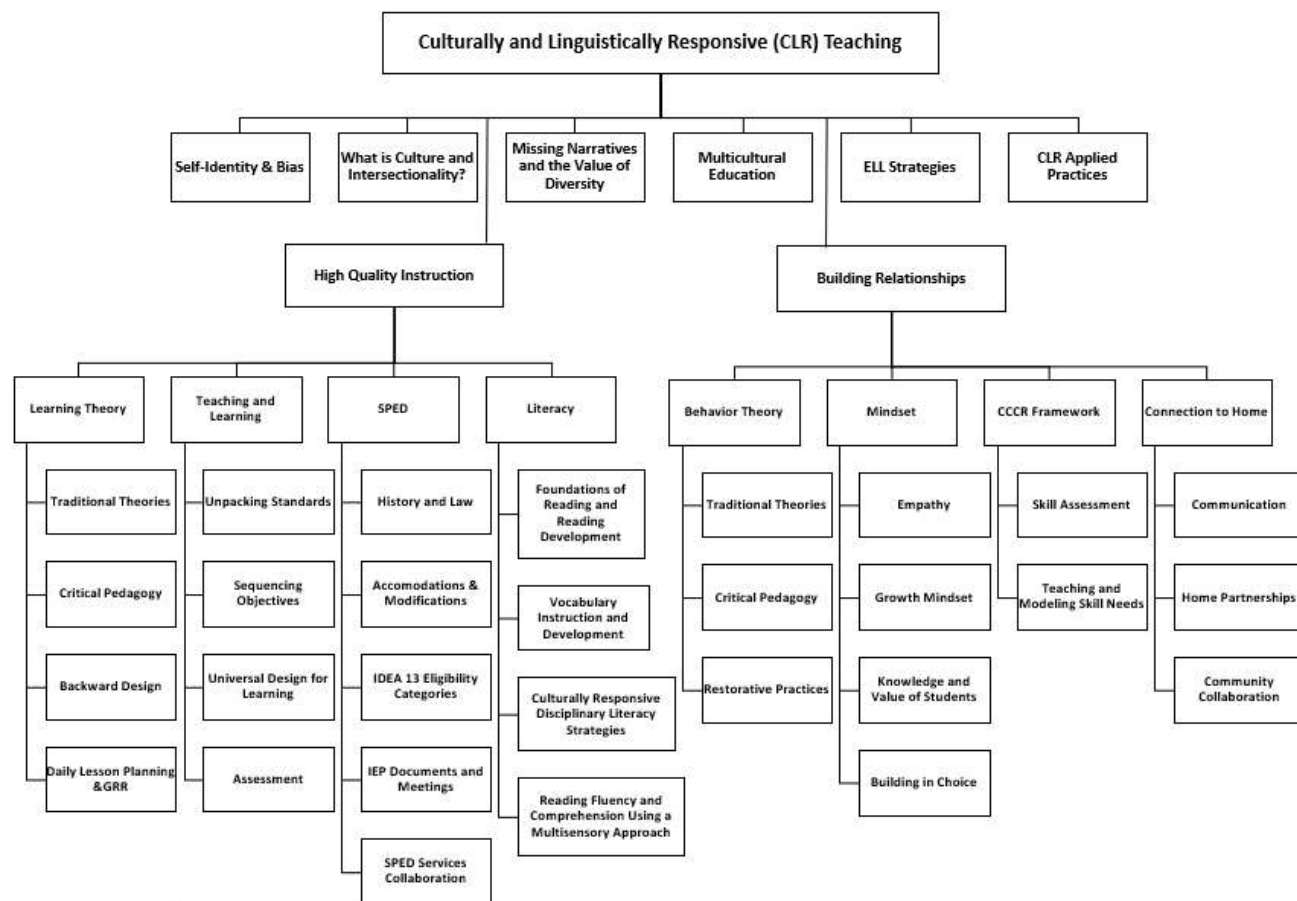 Culturally and Linguistically Responsive (CLR) Teaching
Self-Identity & Bias
What is Culture and
Intersectionality?
Missing Narratives
and the Value of
Diversity
Multicultural
Education
ELL Strategies
CLR Applied
Practices
High Quality Instruction
Building Relationships
Learning Theory
Traditional Theories
Critical Pedagogy
Backward Design
Daily Lesson Planning
&GRR
Teaching and
Learning
Unpacking Standards
Sequencing
Objectives
Universal Design for
Learning
Assessment
SPED
History and Law
Accomodations &
Modifications
IDEA 13 Eligibility
Categories
IEP Documents and
Meetings
SPED Services
Collaboration
Literacy
Foundations of
Reading and
Reading
Development
Vocabulary
Instruction and
Development
Culturally Responsive
Disciplinary Literacy
Strategies
Reading Fluency and
Comprehension Using a
Multisensory Approach
Behavior Theory
Traditional Theories
Critical Pedagogy
Restorative Practices
Mindset
Empathy
Growth Mindset
Knowledge and
Value of Students
Building in Choice
CCCR Framework
Skill Assessment
Teaching and
Modeling Skill Needs
Connection to Home
Communication
Home Partnerships
Community
Collaboration